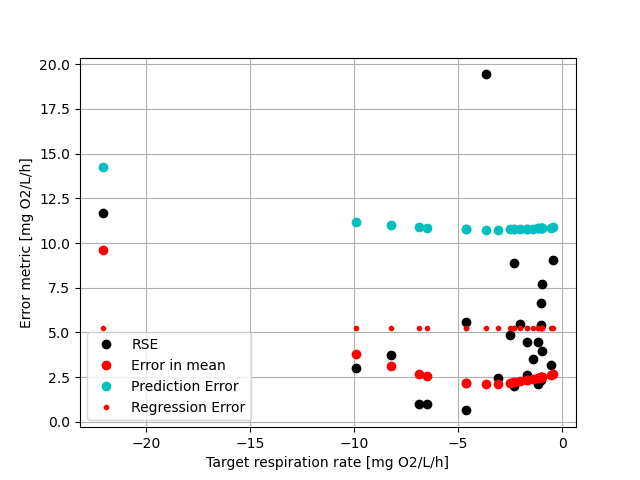 20.0
17.5
15.0
12.5
10.0
7.5
5.0
2.5
0.0
Error metric [mg O2/L/h]
RSE
Error in mean
Prediction Error
Regression Error
−20 −15 −10 −5 0
Target respiration rate [mg O2/L/h]